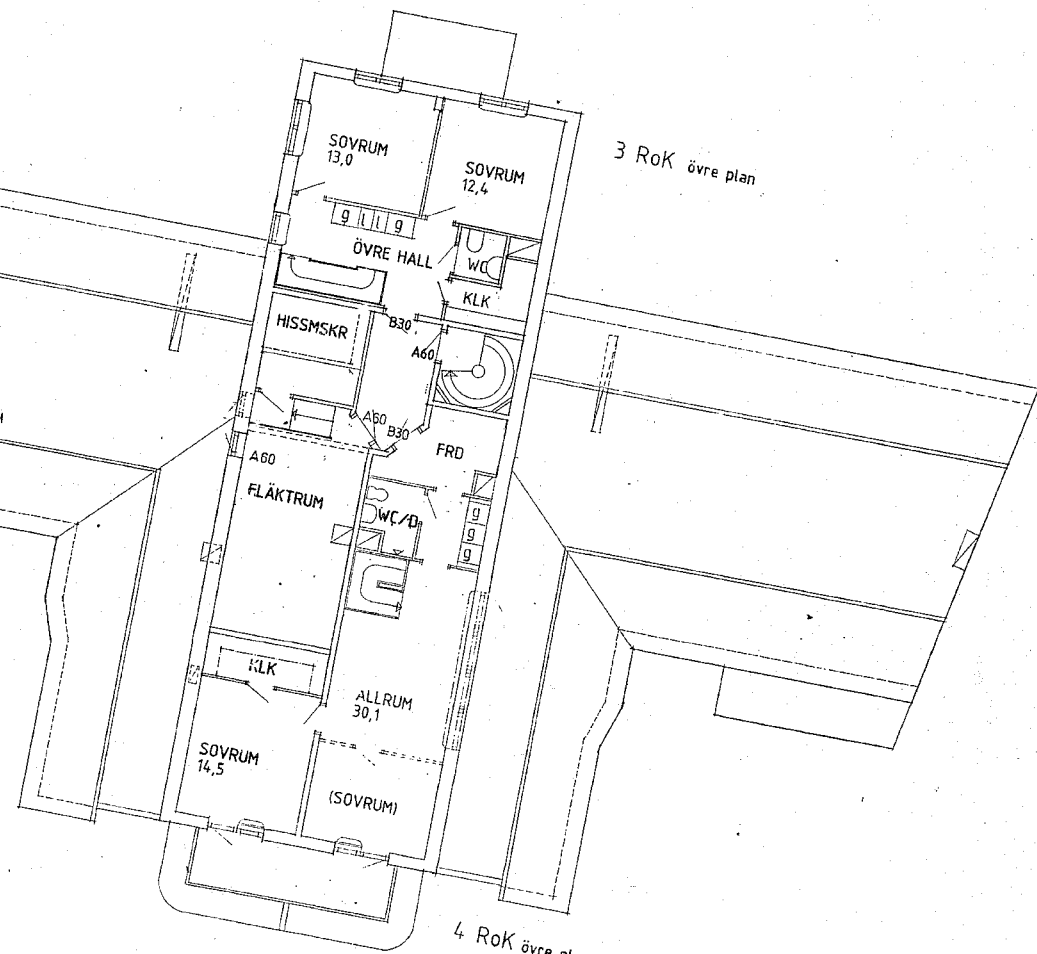 3 RoK övre plan
SOVRUM
13,0
SOVRUM
12,4
g l l g
ÖVRE HALL
WC
KLK
HISSMSKR
B30
A60
A60
B30
A60
FRD
FLÄKTRUM
WC/D
g
g
g
KLK
ALLRUM
30,1
SOVRUM
14,5
(SOVRUM)
4 RoK övre